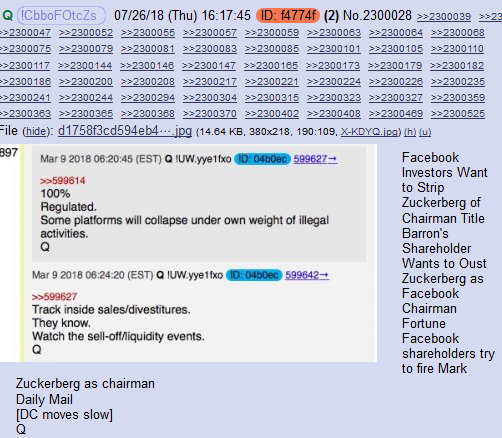 Q !CbboFOtcZs 07/26/18 (Thu) 16:17:45 ID: f4774f (2) No.2300028 >>2300039 >>23
>>2300047 >>2300052 >>2300055 >>2300057 >>2300059 >>2300063 >>2300064 >>2300068
>>2300075 >>2300079 >>2300081 >>2300083 >>2300085 >>2300101 >>2300105 >>2300110
>>2300117 >>2300144 >>2300146 >>2300147 >>2300165 >>2300173 >>2300179 >>2300182
>>2300186 >>2300200 >>2300208 >>2300217 >>2300221 >>2300224 >>2300226 >>2300235
>>2300241 >>2300244 >>2300294 >>2300304 >>2300315 >>2300323 >>2300327 >>2300359
>>2300363 >>2300365 >>2300368 >>2300370 >>2300402 >>2300408 >>2300469 >>2300525
File (hide): d1758f3cd594eb4⋯.jpg (14.64 KB, 380x218, 190:109, X-KDYQ.jpg) (h) (u)
897
Mar 9 2018 06:20:45 (EST) Q !UW.yye1fxo ID: 04b0ec 599627→
>>599614
100%
Regulated.
Some platforms will collapse under own weight of illegal
activities.
Q
Mar 9 2018 06:24:20 (EST) Q !UW.yye1fxo ID: 04b0ec 599642→
>>599627
Track inside sales/divestitures.
They know.
Watch the sell-off/liquidity events.
Q
Facebook
Investors Want
to Strip
Zuckerberg of
Chairman Title
Barron's
Shareholder
Wants to Oust
Zuckerberg as
Facebook
Chairman
Fortune
Facebook
shareholders try
to fire Mark
Zuckerberg as chairman
Daily Mail
[DC moves slow]
Q